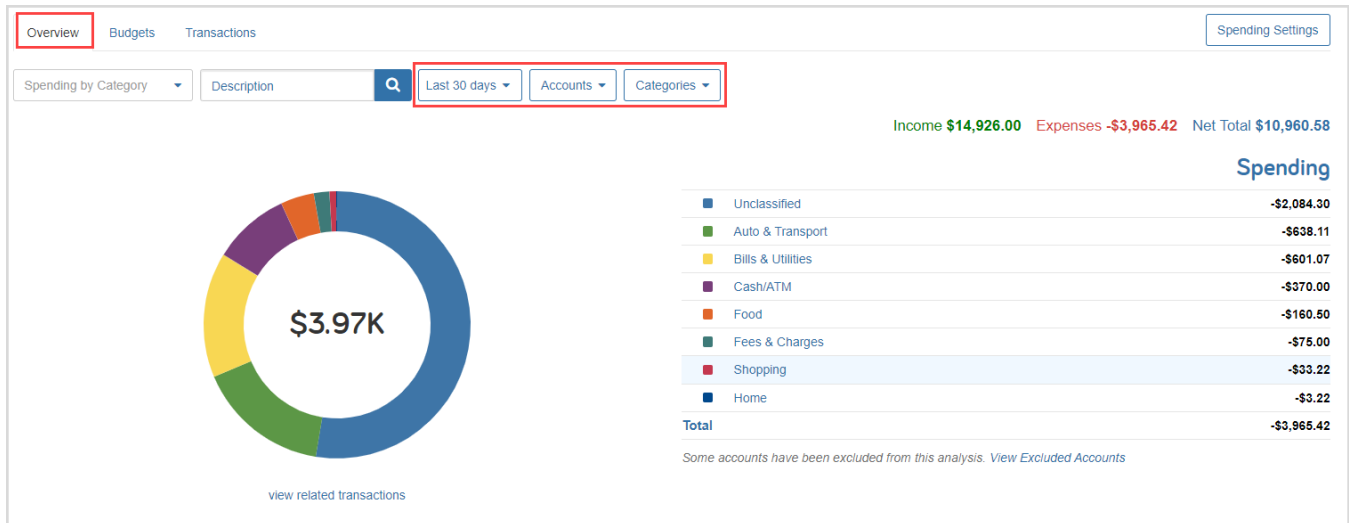 Overview Budgets Transactions Spending Settings
Spending by Category Description Last 30 days Accounts Categories
Income $14,926.00 Expenses -$3,965.42 Net Total $10,960.58
Spending
Unclassified -$2,084.30
Auto & Transport -$638.11
Bills & Utilities -$601.07
Cash/ATM -$370.00
Food -$160.50
Fees & Charges -$75.00
Shopping -$33.22
Home -$3.22
Total -$3,965.42
Some accounts have been excluded from this analysis. View Excluded Accounts
$3.97K
view related transactions